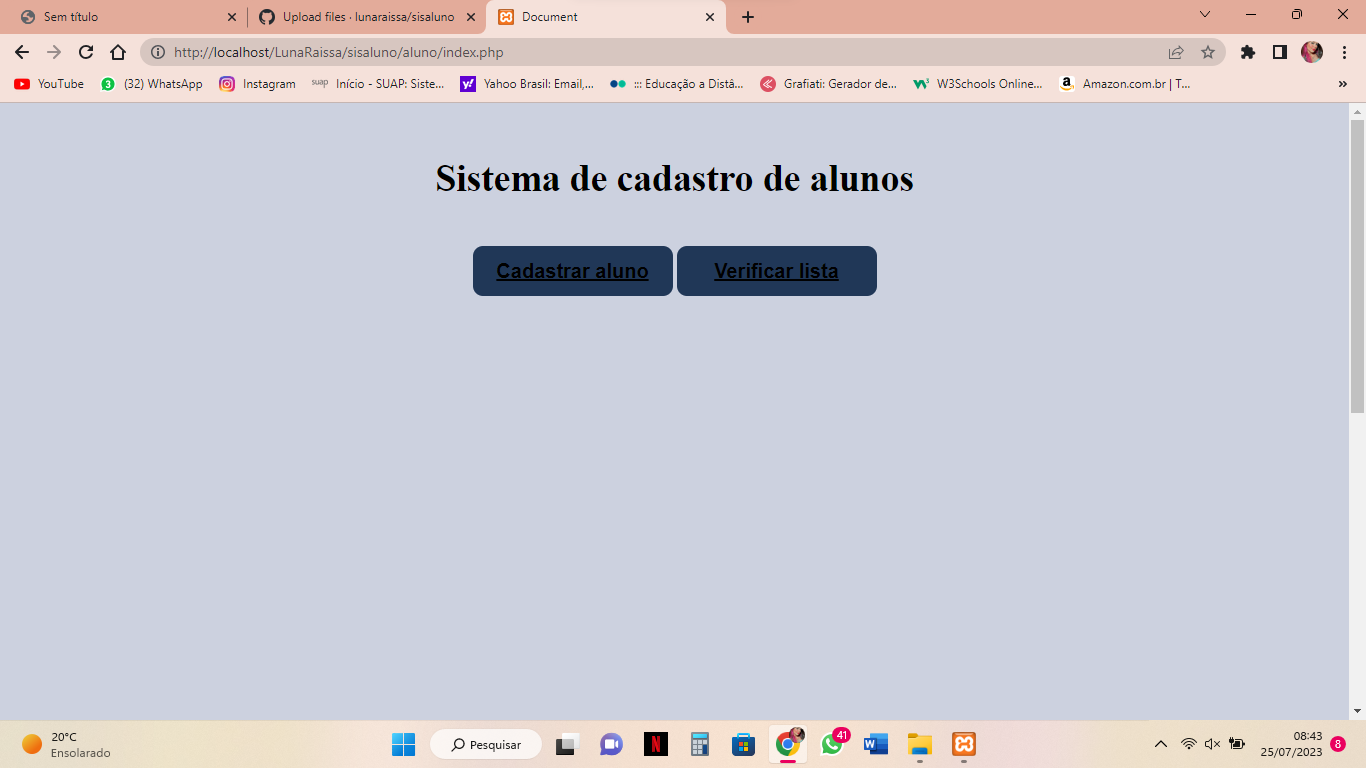 Sem título
Upload files · lunaraissa/sisaluno
Document
http://localhost/LunaRaissa/sisaluno/aluno/index.php
YouTube
(32) WhatsApp
Instagram
suap
Início - SUAP: Siste...
Yahoo Brasil: Email,...
::: Educação a Distâ...
Grafiati: Gerador de...
W3Schools Online...
Amazon.com.br | T...
»
Sistema de cadastro de alunos
Cadastrar aluno
Verificar lista
20°C
Ensolarado
Pesquisar
41
08:43
25/07/2023
8